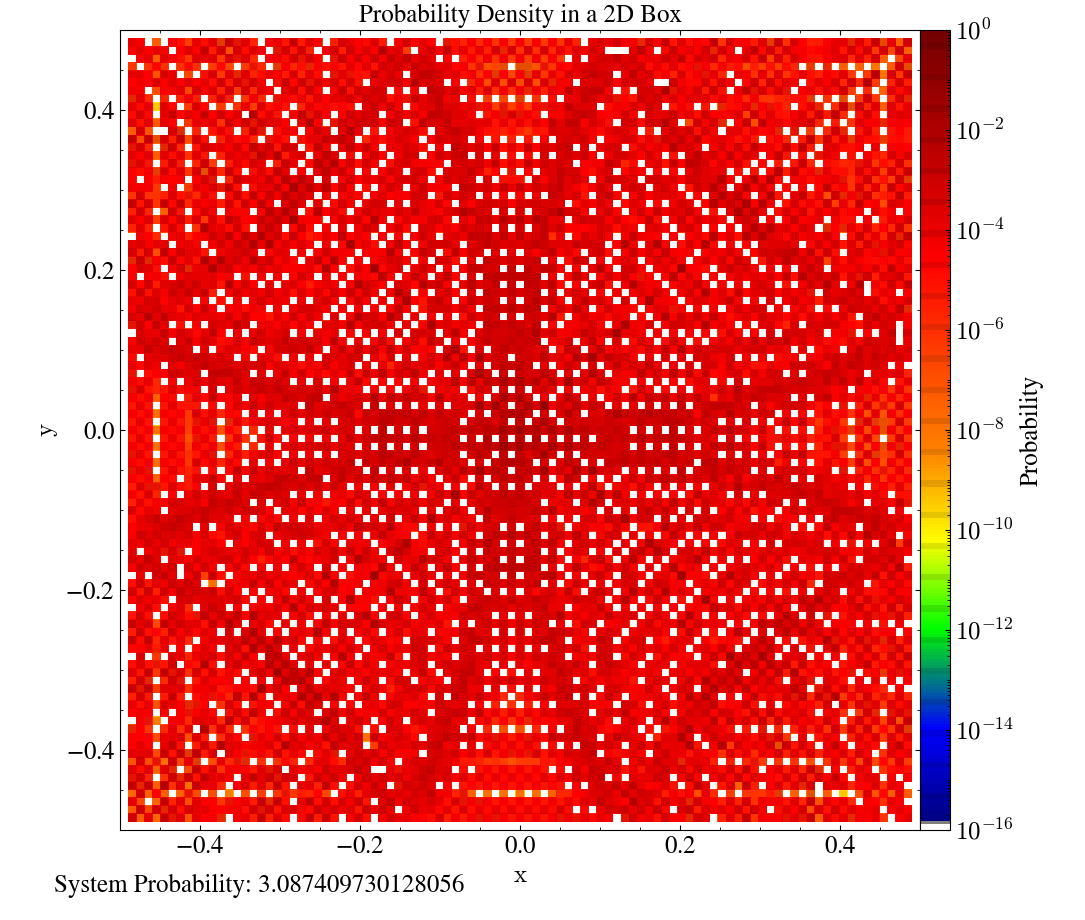 Probability Density in a 2D Box
10⁰
10⁻²
10⁻⁴
10⁻⁶
10⁻⁸
10⁻¹⁰
10⁻¹²
10⁻¹⁴
10⁻¹⁶
Probability
0.4
0.2
0.0
−0.2
−0.4
y
−0.4 −0.2 0.0 0.2 0.4
x
System Probability: 3.087409730128056